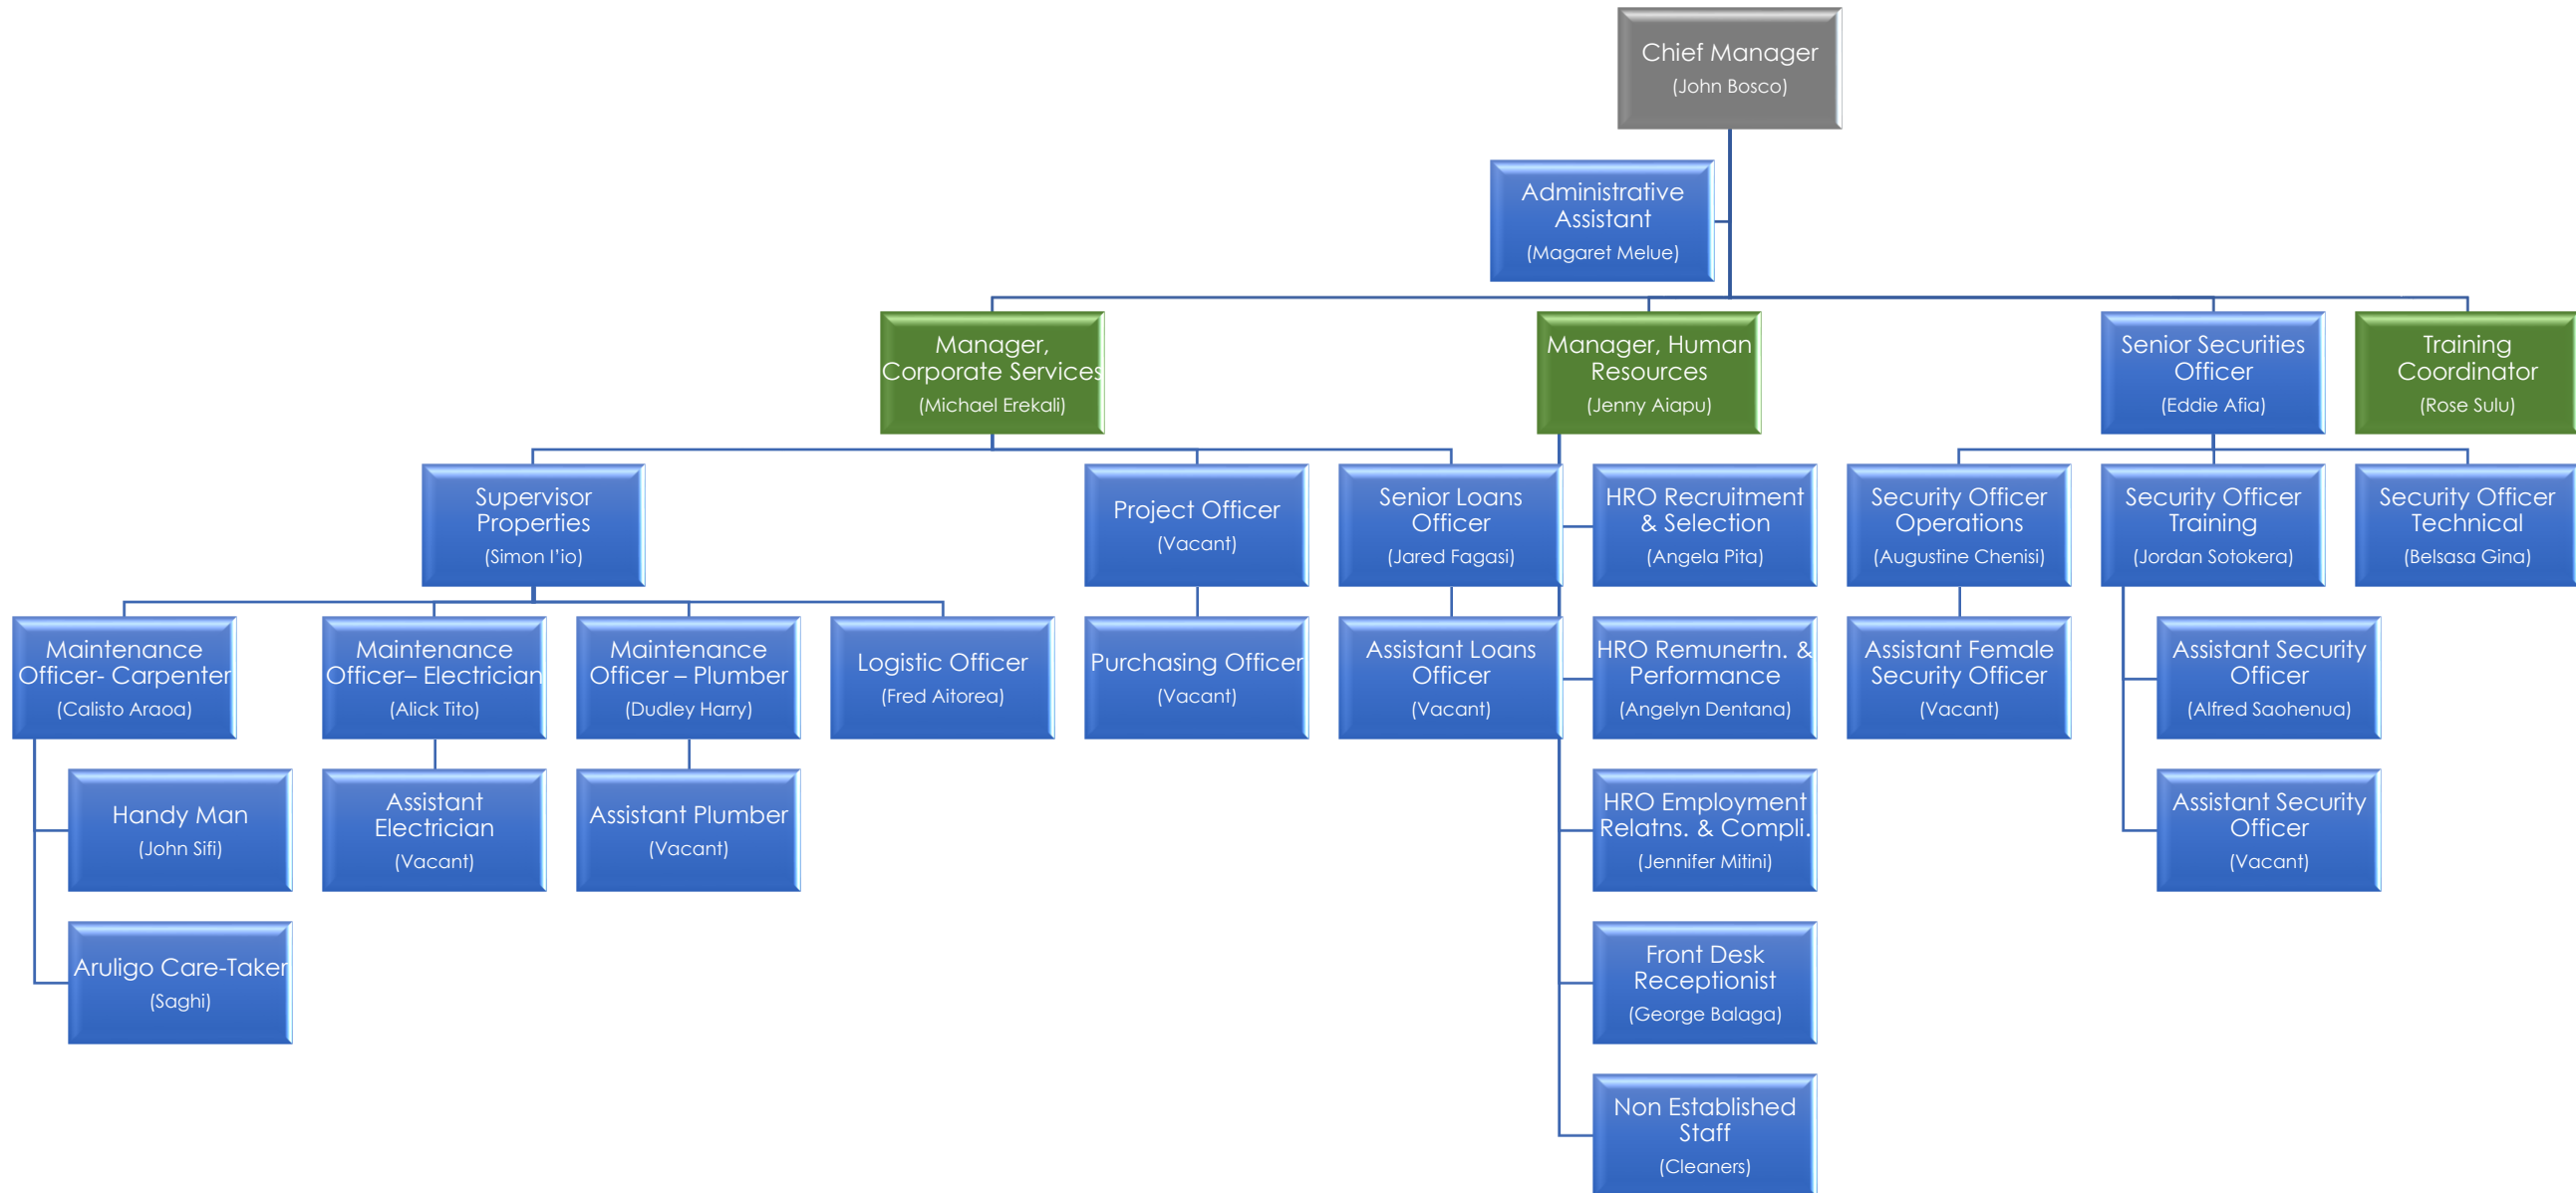 Chief Manager
(John Bosco)
Administrative
Assistant
(Magaret Melue)
Manager,
Corporate Services
(Michael Erekali)
Manager, Human
Resources
(Jenny Aiapu)
Senior Securities
Officer
(Eddie Afia)
Training
Coordinator
(Rose Sulu)
Supervisor
Properties
(Simon I'io)
Project Officer
(Vacant)
Senior Loans
Officer
(Jared Fagasi)
HRO Recruitment
& Selection
(Angela Pita)
Security Officer
Operations
(Augustine Chenisi)
Security Officer
Training
(Jordan Sotokera)
Security Officer
Technical
(Belsasa Gina)
Maintenance
Officer- Carpenter
(Calisto Araoa)
Maintenance
Officer– Electrician
(Alick Tito)
Maintenance
Officer – Plumber
(Dudley Harry)
Logistic Officer
(Fred Aitorea)
Purchasing Officer
(Vacant)
Assistant Loans
Officer
(Vacant)
HRO Remunertn. &
Performance
(Angelyn Dentana)
Assistant Female
Security Officer
(Vacant)
Assistant Security
Officer
(Alfred Saohenua)
Handy Man
(John Sifi)
Assistant
Electrician
(Vacant)
Assistant Plumber
(Vacant)
HRO Employment
Relatns. & Compli.
(Jennifer Mitini)
Assistant Security
Officer
(Vacant)
Aruligo Care-Taker
(Saghi)
Front Desk
Receptionist
(George Balaga)
Non Established
Staff
(Cleaners)